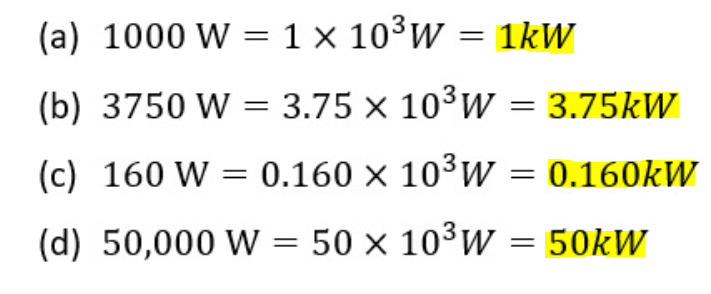 (a) 1000 W = 1 × 10³W = 1kW
(b) 3750 W = 3.75 × 10³W = 3.75kW
(c) 160 W = 0.160 × 10³W = 0.160kW
(d) 50,000 W = 50 × 10³W = 50kW